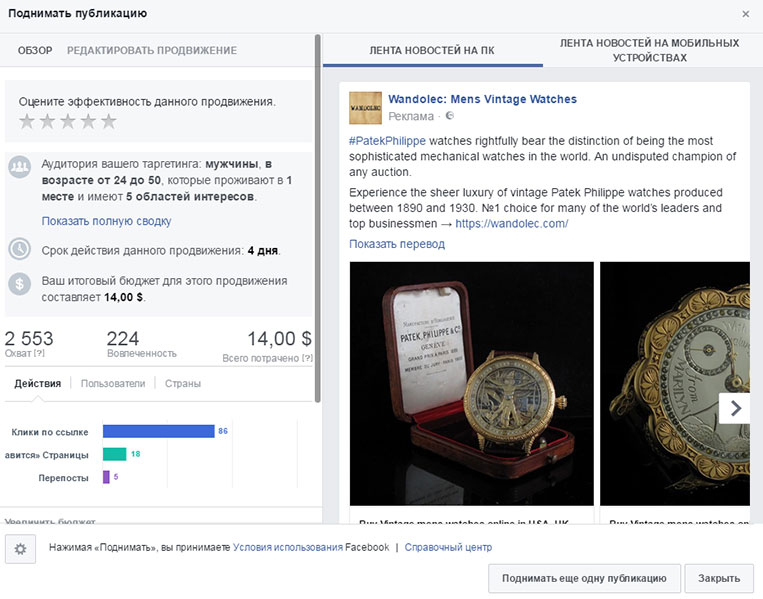 Поднимать публикацию
ОБЗОР РЕДАКТИРОВАТЬ ПРОДВИЖЕНИЕ
Оцените эффективность данного продвижения.
Аудитория вашего таргетинга: мужчины, в
возрасте от 24 до 50, которые проживают в 1
месте и имеют 5 областей интересов.
Показать полную сводку
Срок действия данного продвижения: 4 дня.
$
Ваш итоговый бюджет для этого продвижения
составляет 14,00 $.
2 553 224 14,00 $
Охват [?] Вовлеченность Всего потрачено [?]
Действия Пользователи Страны
Клики по ссылке 86
авится» Страницы 18
Перепосты 5
Увеличить бюджет
ЛЕНТА НОВОСТЕЙ НА ПК
ЛЕНТА НОВОСТЕЙ НА МОБИЛЬНЫХ
УСТРОЙСТВАХ
WANDOLEC
Wandolec: Mens Vintage Watches
Реклама ·
#PatekPhilippe watches rightfully bear the distinction of being the most
sophisticated mechanical watches in the world. An undisputed champion of
any auction.
Experience the sheer luxury of vintage Patek Philippe watches produced
between 1890 and 1930. №1 choice for many of the world's leaders and
top businessmen → https://wandolec.com/
Показать перевод
PATEK, PHILIPPE & Cº
GENÈVE
from
MARILYN
Buy Vintage mens watches online in USA, UK
Buy Vintage mens watches on
Нажимая «Поднимать», вы принимаете Условия использования Facebook | Справочный центр
Поднимать еще одну публикацию Закрыть